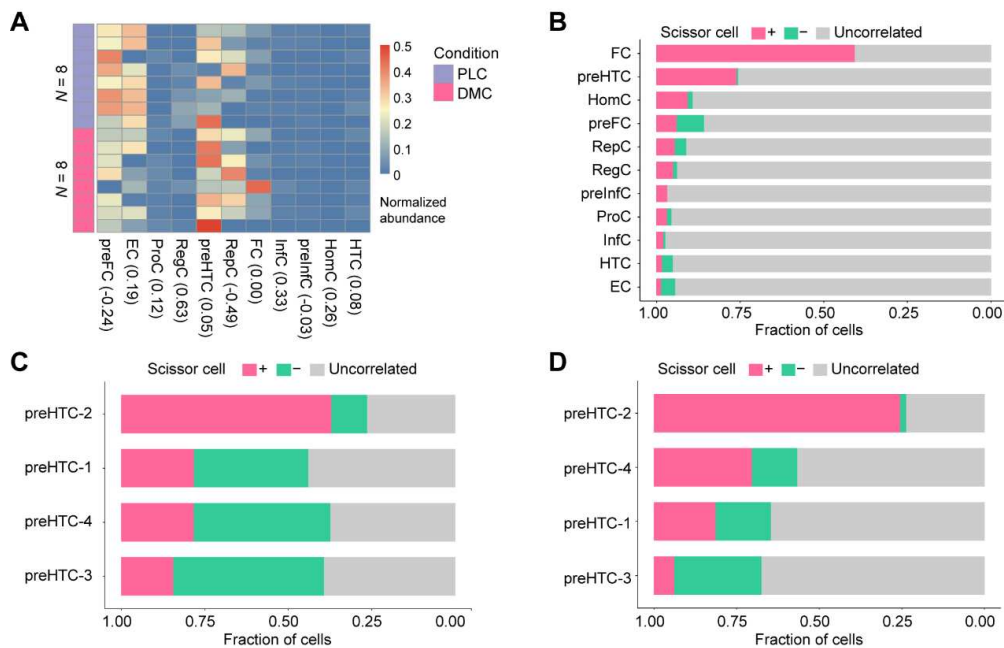 A
N = 8
N = 8
preFC (-0.24)
EC (0.19)
ProC (0.12)
RegC (0.63)
preHTC (0.05)
RepC (-0.49)
FC (0.00)
InfC (0.33)
preInfC (-0.03)
HomC (0.26)
HTC (0.08)
0.5
0.4
0.3
0.2
0.1
0
Normalized
abundance
Condition
PLC
DMC
B
Scissor cell + − Uncorrelated
FC
preHTC
HomC
preFC
RepC
RegC
preInfC
ProC
InfC
HTC
EC
1.00 0.75 0.50 0.25 0.00
Fraction of cells
C
Scissor cell + − Uncorrelated
preHTC-2
preHTC-1
preHTC-4
preHTC-3
1.00 0.75 0.50 0.25 0.00
Fraction of cells
D
Scissor cell + − Uncorrelated
preHTC-2
preHTC-4
preHTC-1
preHTC-3
1.00 0.75 0.50 0.25 0.00
Fraction of cells